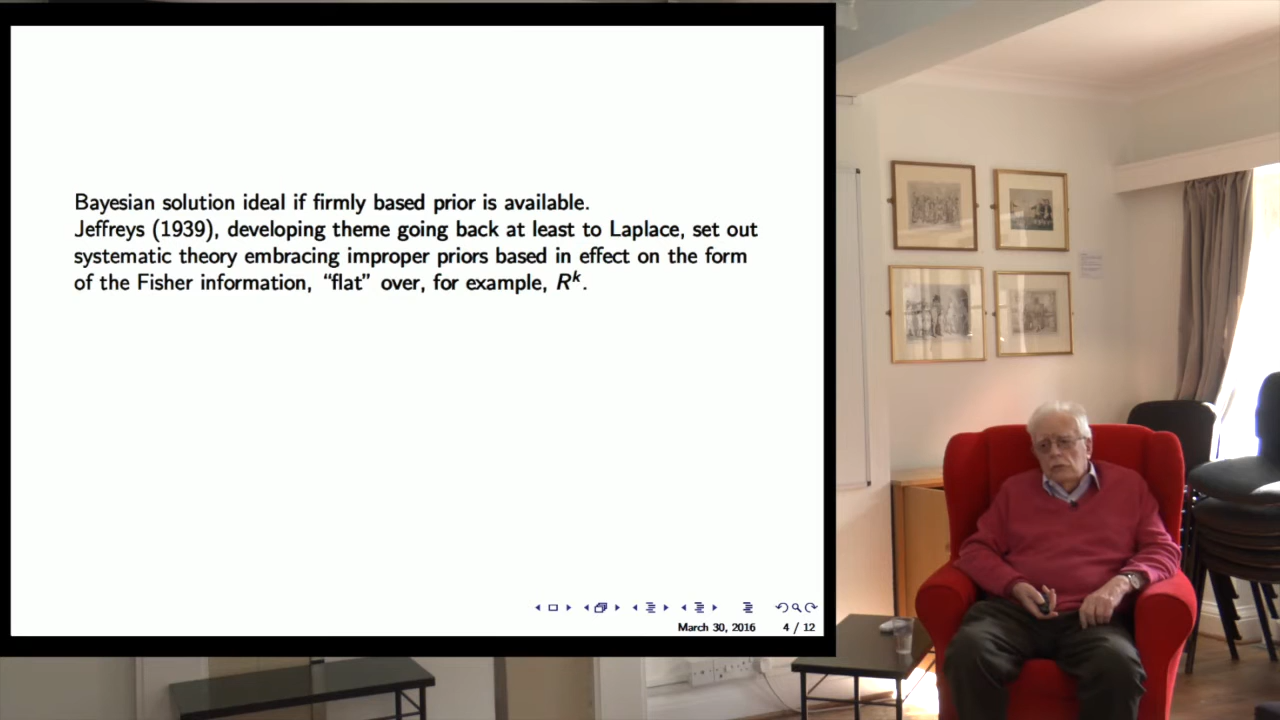 Bayesian solution ideal if firmly based prior is available.
Jeffreys (1939), developing theme going back at least to Laplace, set out
systematic theory embracing improper priors based in effect on the form
of the Fisher information, “flat” over, for example, R^k.
March 30, 2016 4 / 12